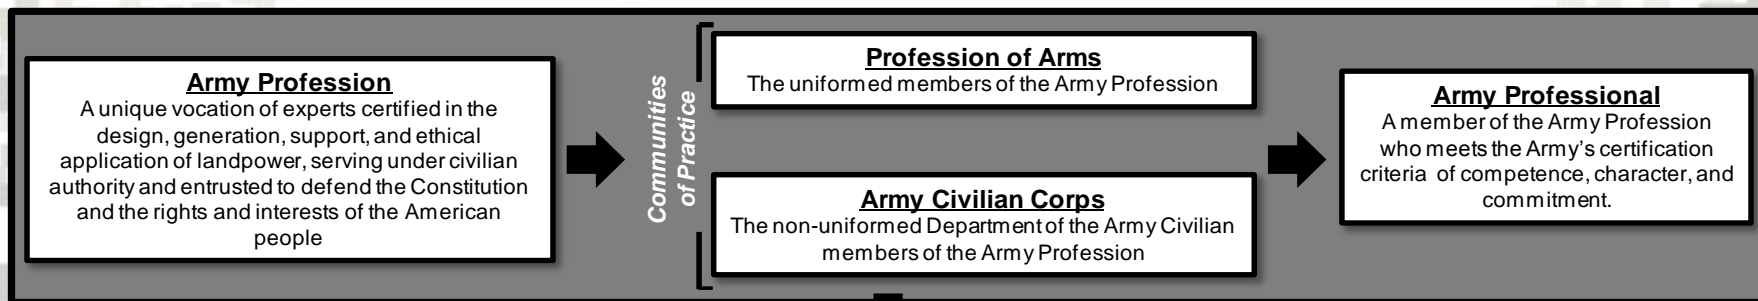 Army Profession
A unique vocation of experts certified in the
design, generation, support, and ethical
application of landpower, serving under civilian
authority and entrusted to defend the Constitution
and the rights and interests of the American
people
Communities
of Practice
Profession of Arms
The uniformed members of the Army Profession
Army Civilian Corps
The non-uniformed Department of the Army Civilian
members of the Army Profession
Army Professional
A member of the Army Profession
who meets the Army's certification
criteria of competence, character, and
commitment.